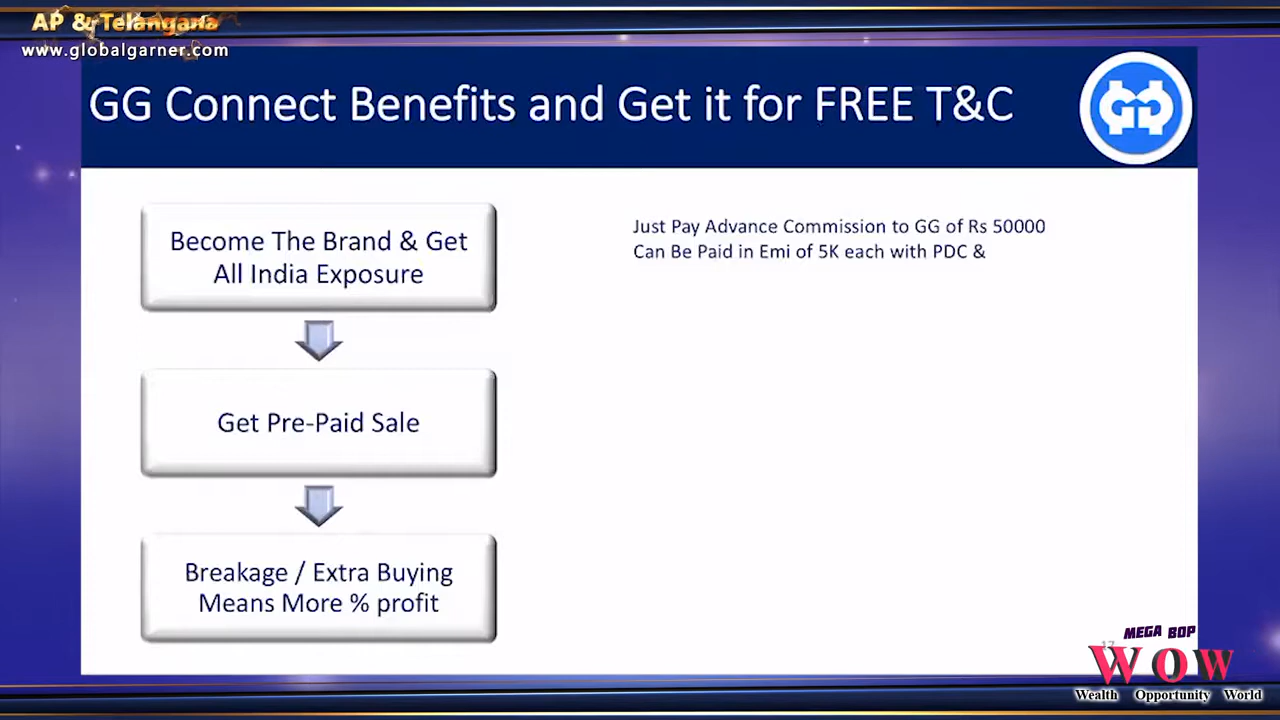 AP & Telangana
www.globalgarner.com
GG Connect Benefits and Get it for FREE T&C
Become The Brand & Get
All India Exposure
Just Pay Advance Commission to GG of Rs 50000
Can Be Paid in Emi of 5K each with PDC &
Get Pre-Paid Sale
Breakage / Extra Buying
Means More % profit
MEGA BOP
17
WOW
Wealth Opportunity World